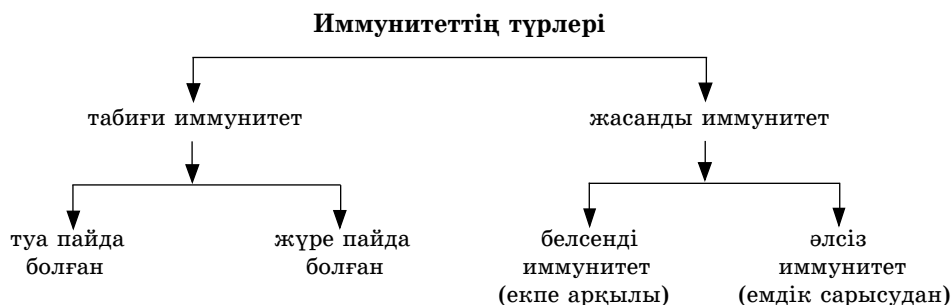 Иммунитеттің түрлері
табиғи иммунитет
жасанды иммунитет
туа пайда
болған
жүре пайда
болған
белсенді
иммунитет
(екпе арқылы)
әлсіз
иммунитет
(емдік сарысудан)